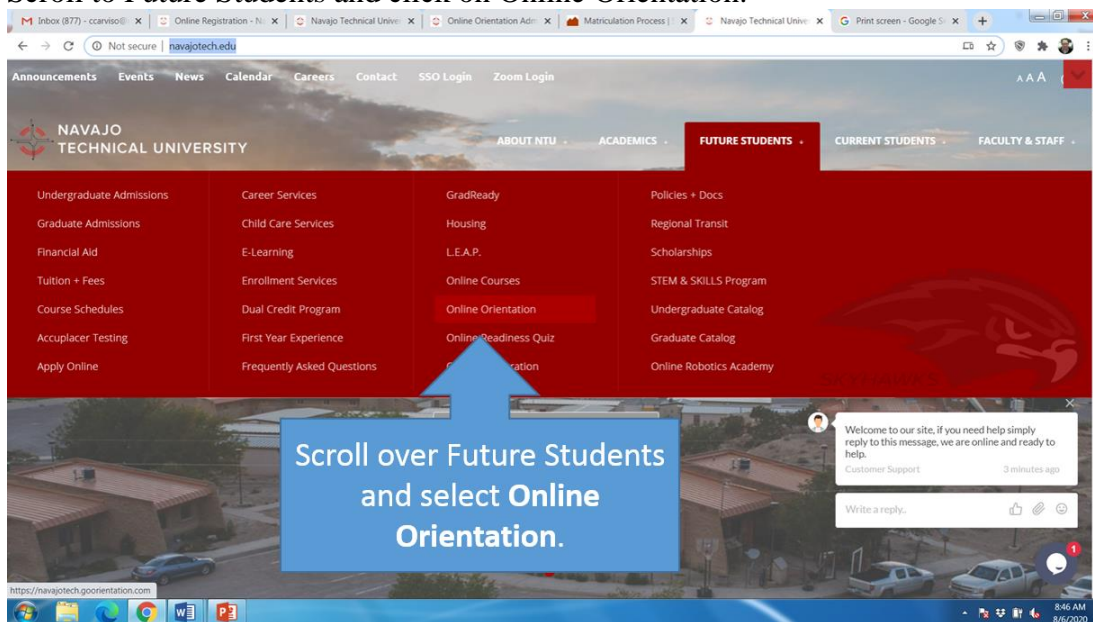 Scroll to Future Students and click on Online Orientation.
Inbox (877) - ccarviso@
Online Registration - N
Navajo Technical Univer
Online Orientation Adm
Matriculation Process |
Navajo Technical Univer
Print screen - Google S
Not secure | navajotech.edu
Announcements Events News Calendar Careers Contact SSO Login Zoom Login
A A A
NAVAJO
TECHNICAL UNIVERSITY
ABOUT NTU
ACADEMICS
FUTURE STUDENTS
CURRENT STUDENTS
FACULTY & STAFF
Undergraduate Admissions
Graduate Admissions
Financial Aid
Tuition + Fees
Course Schedules
Accuplacer Testing
Apply Online
Career Services
Child Care Services
E-Learning
Enrollment Services
Dual Credit Program
First Year Experience
Frequently Asked Questions
GradReady
Housing
L.E.A.P.
Online Courses
Online Orientation
Online Readiness Quiz
Policies + Docs
Regional Transit
Scholarships
STEM & SKILLS Program
Undergraduate Catalog
Graduate Catalog
Online Robotics Academy
SKYHAWKS
Scroll over Future Students
and select Online
Orientation.
Welcome to our site, if you need help simply
reply to this message, we are online and ready to
help.
Customer Support 3 minutes ago
Write a reply..
1
https://navajotech.goorientation.com
8:46 AM
8/6/2020